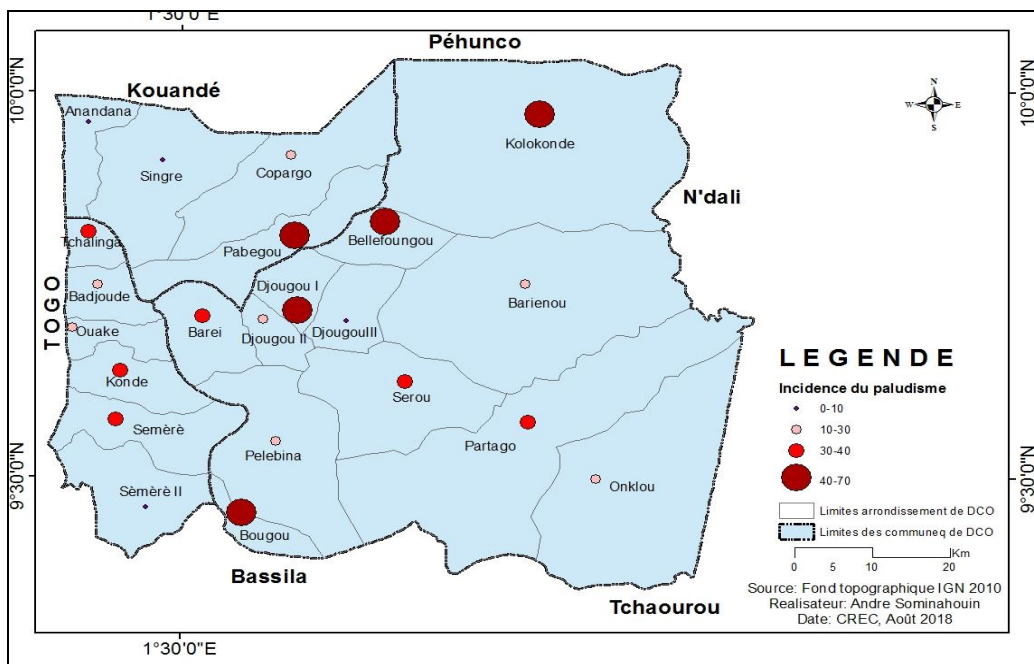 1°30'0"E
Péhunco
10°0'0"N
10°0'0"N
Kouandé
Anandana
N
W E
S
Kolokonde
Singre
Copargo
N'dali
Tchalinga
Pabegou
Bellefoungou
TOGO
Badjoude
Djougou I
Barienou
Ouake
Barei
Djougou II
DjougouIII
Konde
Serou
Semèrè
Partago
Pelebina
Onklou
9°30'0"N
9°30'0"N
Sèmèrè II
Bougou
Bassila
Tchaourou
1°30'0"E
LEGENDE
Incidence du paludisme
0-10
10-30
30-40
40-70
Limites arrondissement de DCO
Limites des communeq de DCO
Km
0 5 10 20
Source: Fond topographique IGN 2010
Realisateur: Andre Sominahouin
Date: CREC, Août 2018